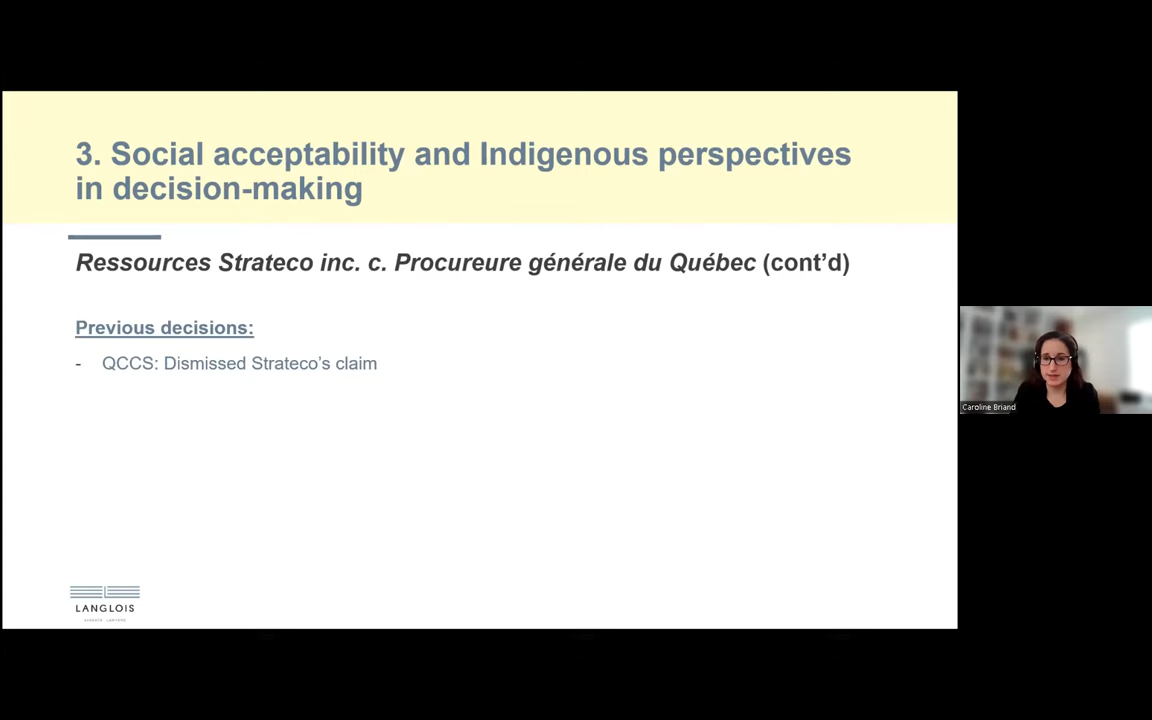 3. Social acceptability and Indigenous perspectives
in decision-making
Ressources Strateco inc. c. Procureure générale du Québec (cont’d)
Previous decisions:
- QCCS: Dismissed Strateco’s claim
Caroline Briand
LANGLOIS